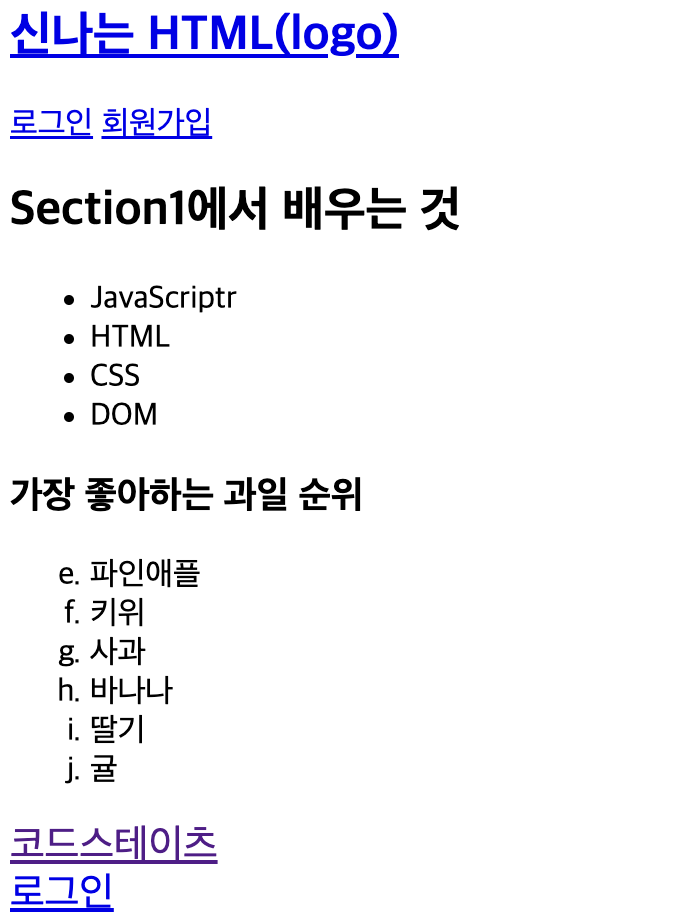 신나는 HTML(logo)
로그인 회원가입
Section1에서 배우는 것
• JavaScriptr
• HTML
• CSS
• DOM
가장 좋아하는 과일 순위
e. 파인애플
f. 키위
g. 사과
h. 바나나
i. 딸기
j. 귤
코드스테이츠
로그인